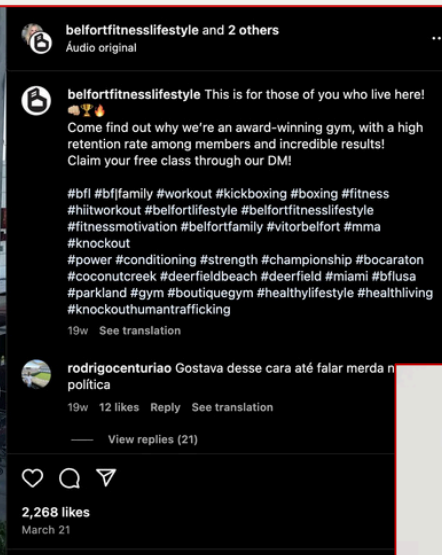 belfortfitnesslifestyle and 2 others
Áudio original
belfortfitnesslifestyle This is for those of you who live here!
👊🏼🏆🔥
Come find out why we're an award-winning gym, with a high
retention rate among members and incredible results!
Claim your free class through our DM!
#bfl #bf|family #workout #kickboxing #boxing #fitness
#hiitworkout #belfortlifestyle #belfortfitnesslifestyle
#fitnessmotivation #belfortfamily #vitorbelfort #mma
#knockout
#power #conditioning #strength #championship #bocaraton
#coconutcreek #deerfieldbeach #deerfield #miami #bflusa
#parkland #gym #boutiquegym #healthylifestyle #healthliving
#knockouthumantrafficking
19w See translation
rodrigocenturiao Gostava desse cara até falar merda
política
19w 12 likes Reply See translation
View replies (21)
2,268 likes
March 21